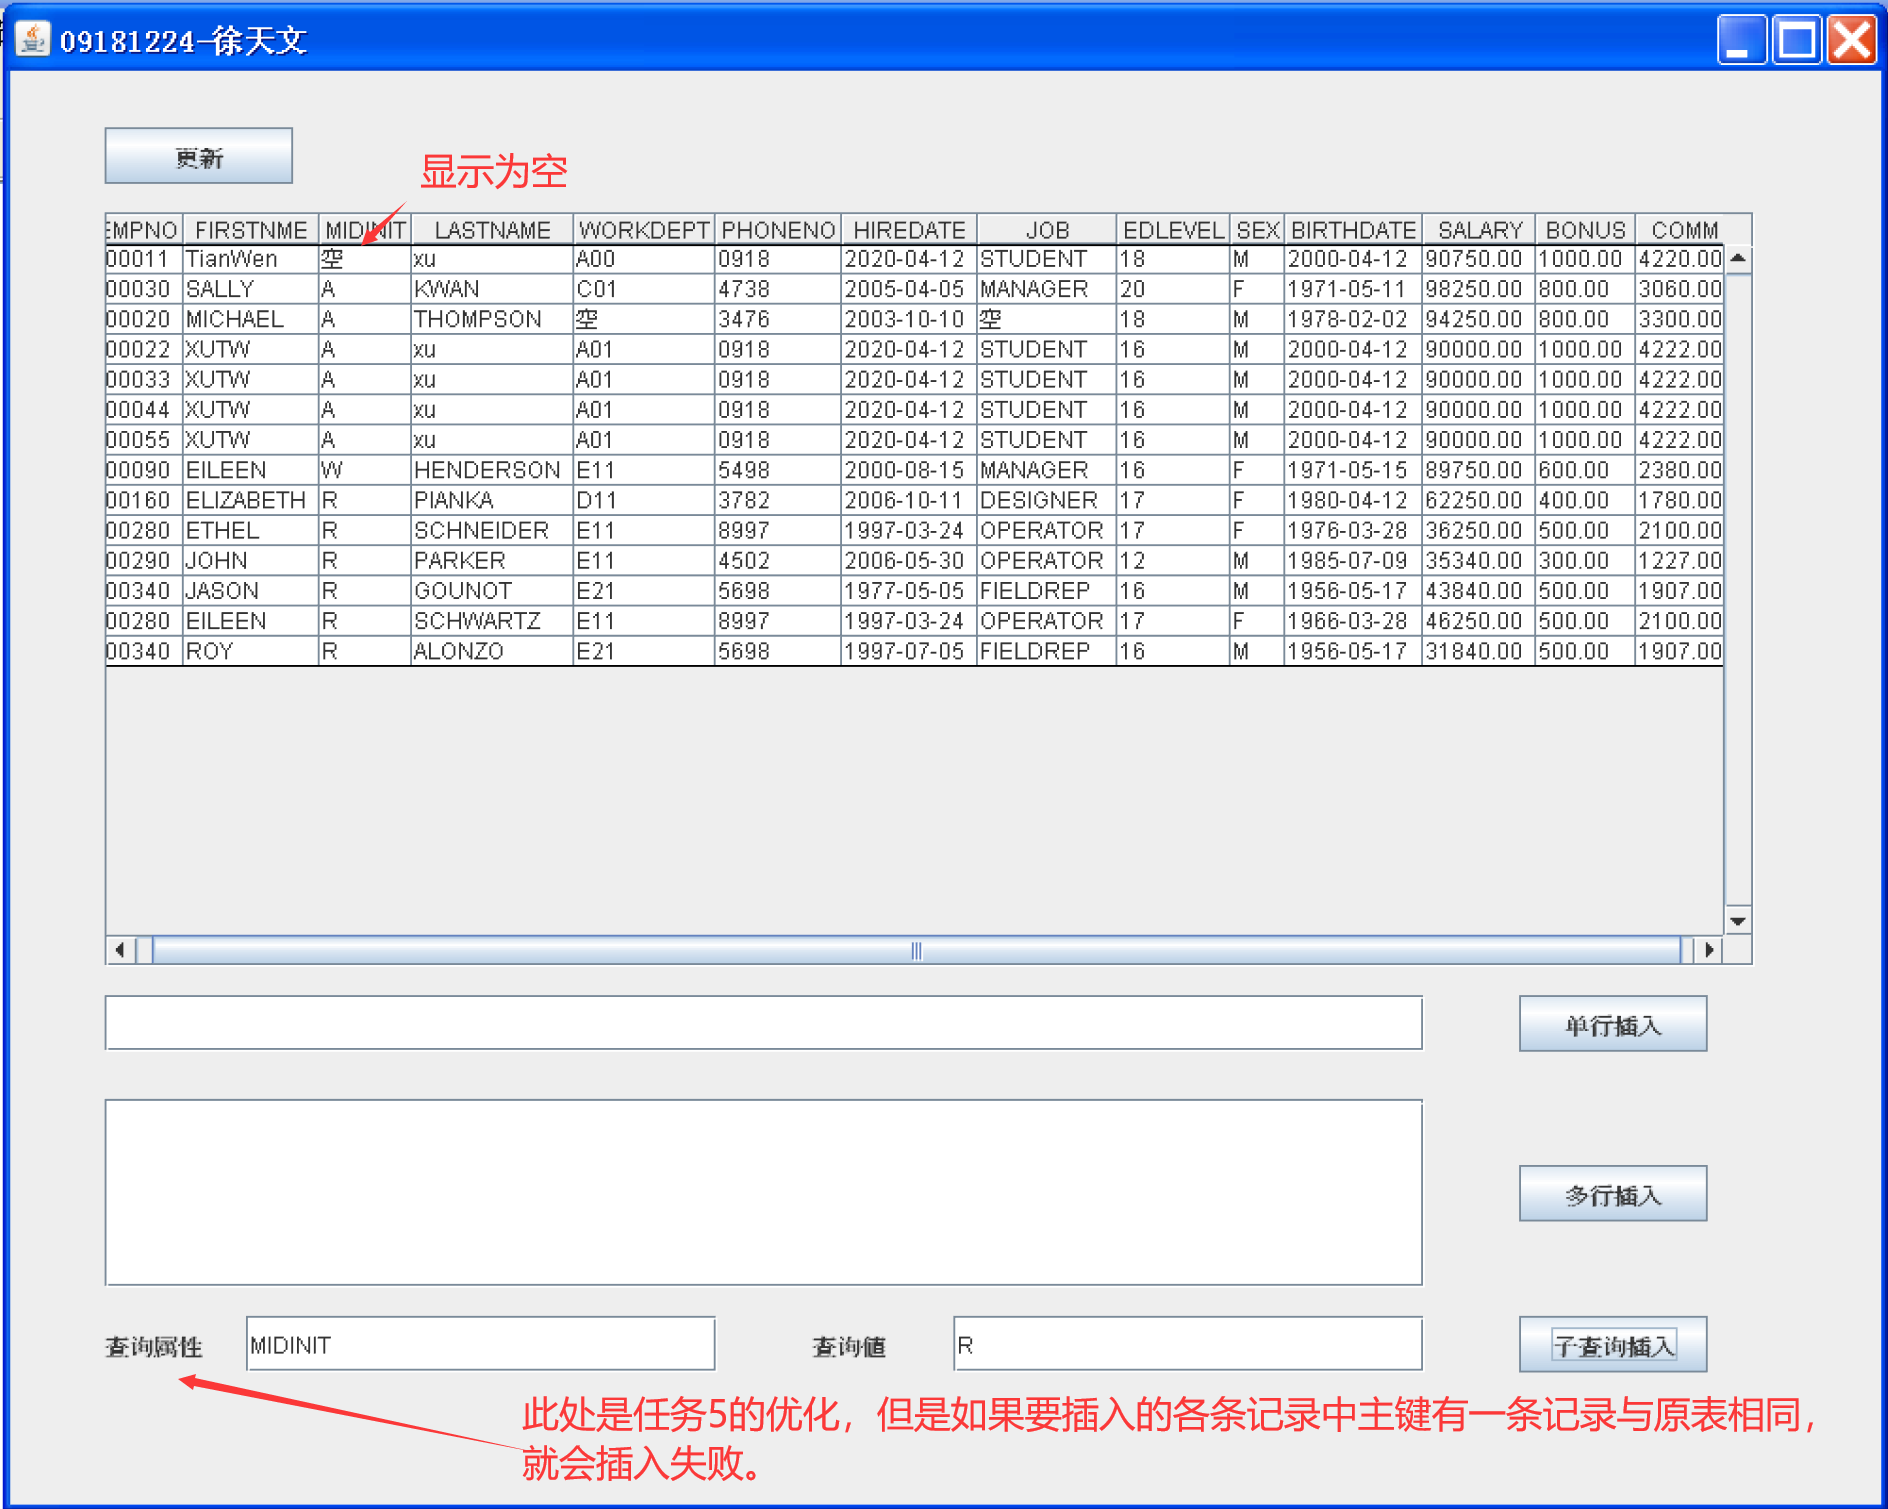 09181224-徐天文
更新
显示为空
EMPNO FIRSTNME MIDINIT LASTNAME WORKDEPT PHONENO HIREDATE JOB EDLEVEL SEX BIRTHDATE SALARY BONUS COMM
00011 TianWen 空 xu A00 0918 2020-04-12 STUDENT 18 M 2000-04-12 90750.00 1000.00 4220.00
00030 SALLY A KWAN C01 4738 2005-04-05 MANAGER 20 F 1971-05-11 98250.00 800.00 3060.00
00020 MICHAEL A THOMPSON 空 3476 2003-10-10 空 18 M 1978-02-02 94250.00 800.00 3300.00
00022 XUTW A xu A01 0918 2020-04-12 STUDENT 16 M 2000-04-12 90000.00 1000.00 4222.00
00033 XUTW A xu A01 0918 2020-04-12 STUDENT 16 M 2000-04-12 90000.00 1000.00 4222.00
00044 XUTW A xu A01 0918 2020-04-12 STUDENT 16 M 2000-04-12 90000.00 1000.00 4222.00
00055 XUTW A xu A01 0918 2020-04-12 STUDENT 16 M 2000-04-12 90000.00 1000.00 4222.00
00090 EILEEN W HENDERSON E11 5498 2000-08-15 MANAGER 16 F 1971-05-15 89750.00 600.00 2380.00
00160 ELIZABETH R PIANKA D11 3782 2006-10-11 DESIGNER 17 F 1980-04-12 62250.00 400.00 1780.00
00280 ETHEL R SCHNEIDER E11 8997 1997-03-24 OPERATOR 17 F 1976-03-28 36250.00 500.00 2100.00
00290 JOHN R PARKER E11 4502 2006-05-30 OPERATOR 12 M 1985-07-09 35340.00 300.00 1227.00
00340 JASON R GOUNOT E21 5698 1977-05-05 FIELDREP 16 M 1956-05-17 43840.00 500.00 1907.00
00280 EILEEN R SCHWARTZ E11 8997 1997-03-24 OPERATOR 17 F 1966-03-28 46250.00 500.00 2100.00
00340 ROY R ALONZO E21 5698 1997-07-05 FIELDREP 16 M 1956-05-17 31840.00 500.00 1907.00
单行插入
多行插入
查询属性 MIDINIT 查询值 R 子查询插入
此处是任务5的优化，但是如果要插入的各条记录中主键有一条记录与原表相同，
就会插入失败。